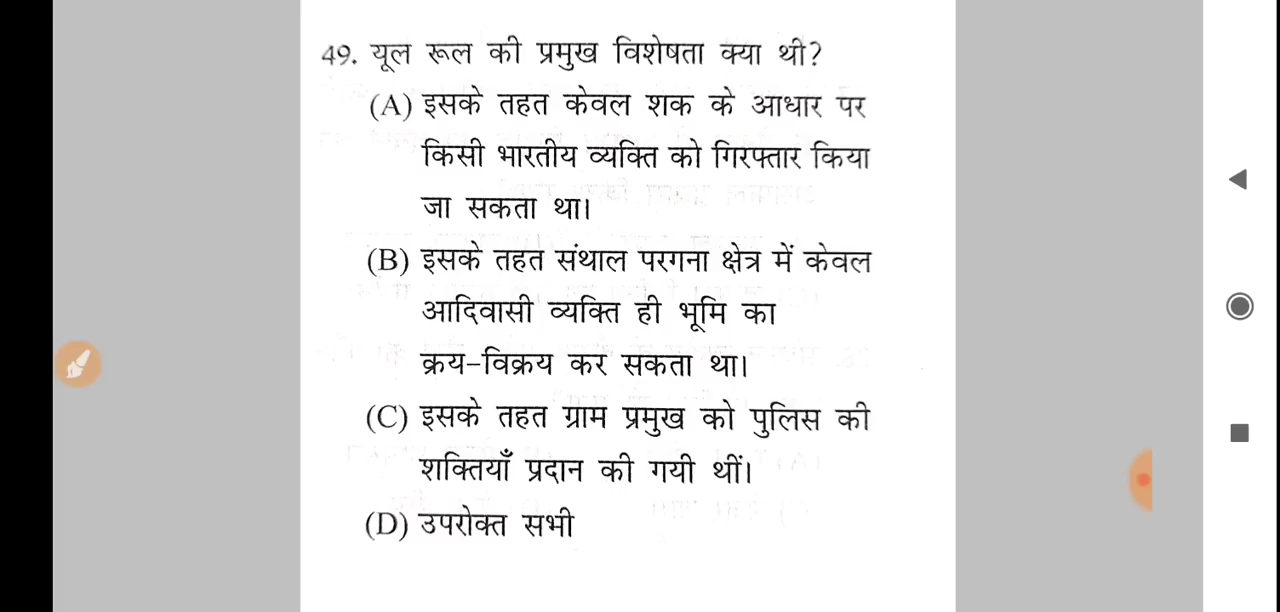 49. यूल रूल की प्रमुख विशेषता क्या थी?
(A) इसके तहत केवल शक के आधार पर
किसी भारतीय व्यक्ति को गिरफ्तार किया
जा सकता था।
(B) इसके तहत संथाल परगना क्षेत्र में केवल
आदिवासी व्यक्ति ही भूमि का
क्रय-विक्रय कर सकता था।
(C) इसके तहत ग्राम प्रमुख को पुलिस की
शक्तियाँ प्रदान की गयी थीं।
(D) उपरोक्त सभी